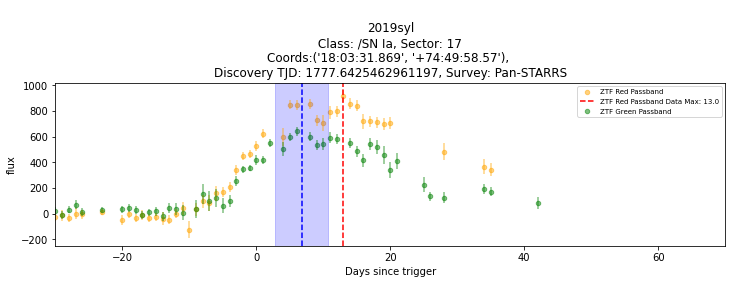 2019syl
Class: /SN Ia, Sector: 17
Coords:('18:03:31.869', '+74:49:58.57'),
Discovery TJD: 1777.6425462961197, Survey: Pan-STARRS
1000
800
600
400
200
0
−200
flux
ZTF Red Passband
ZTF Red Passband Data Max: 13.0
ZTF Green Passband
−20
0
20
40
60
Days since trigger